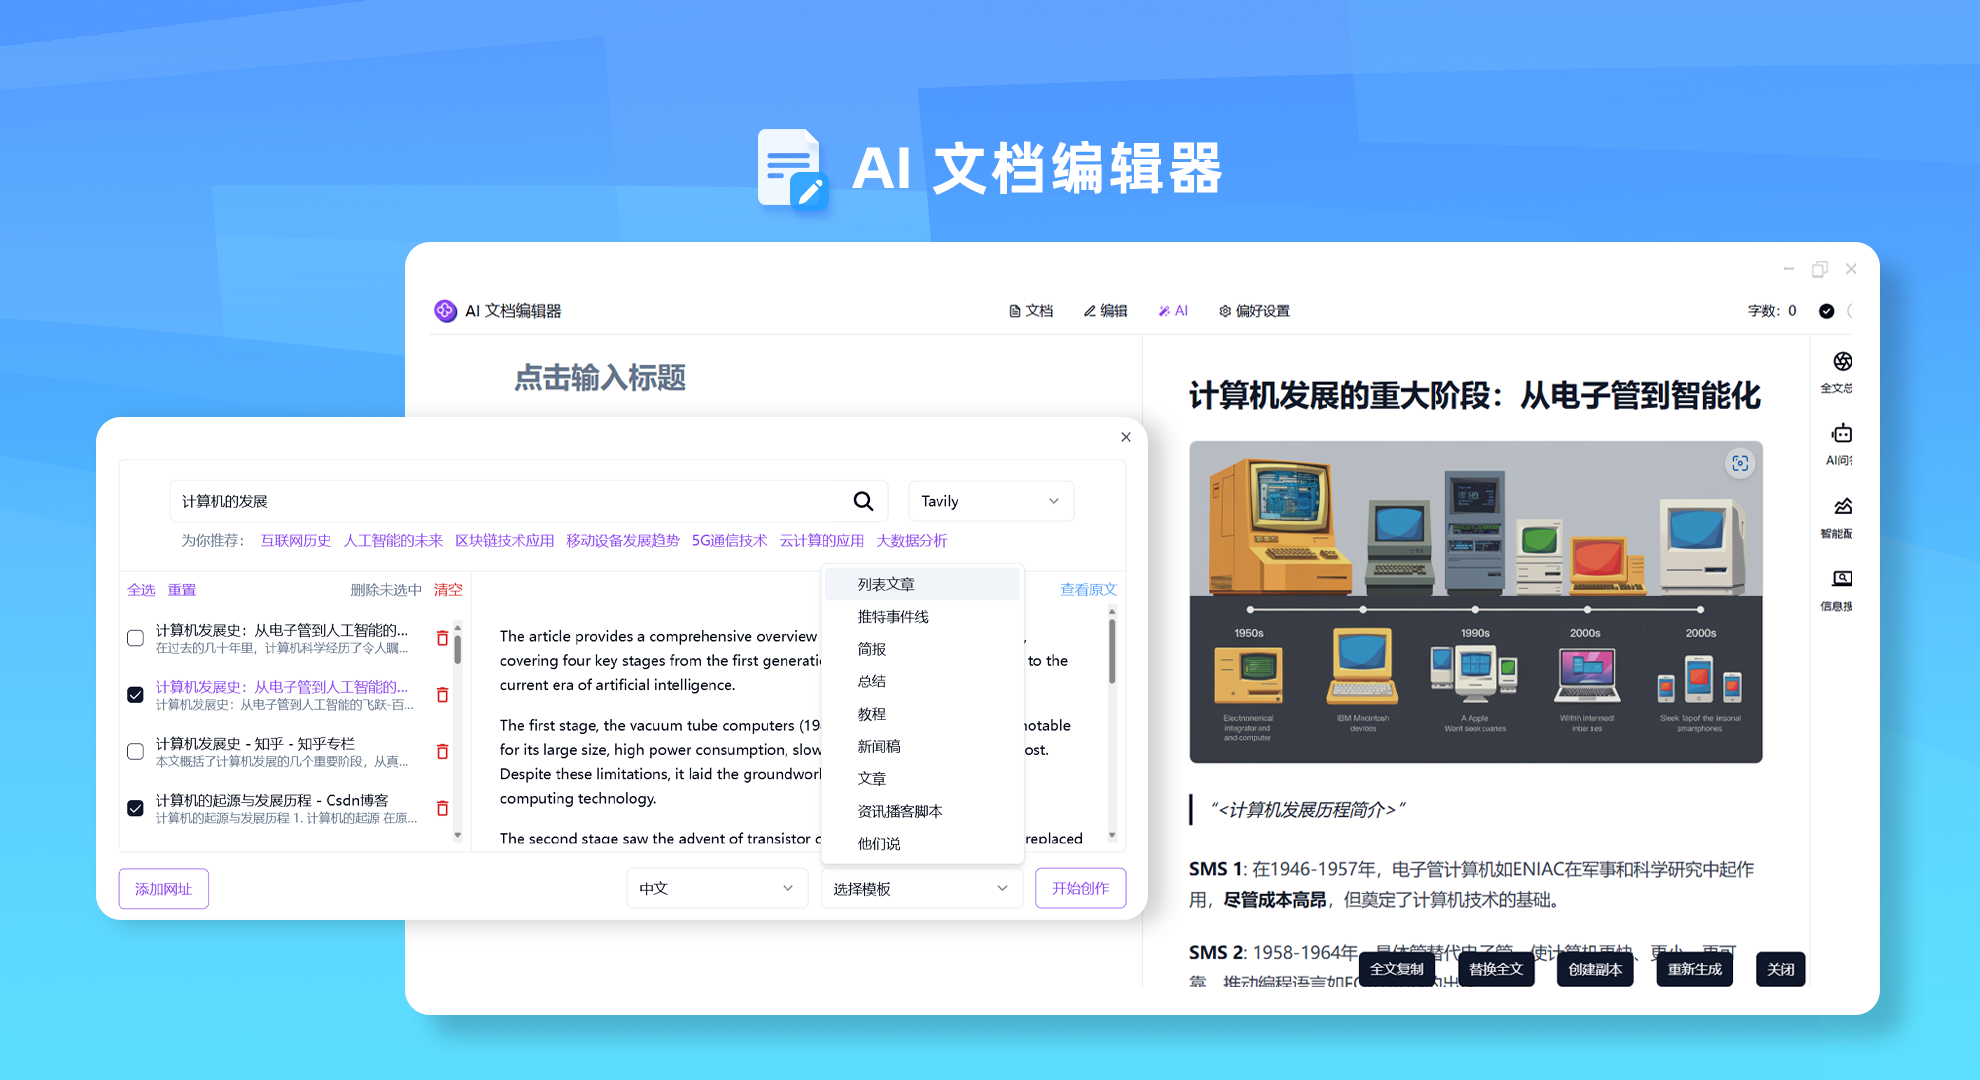 AI 文档编辑器
AI 文档编辑器
文档
编辑
AI
偏好设置
字数：0
点击输入标题
计算机的发展
Tavily
为你推荐：
互联网历史
人工智能的未来
区块链技术应用
移动设备发展趋势
5G通信技术
云计算的应用
大数据分析
全选
重置
删除未选中
清空
计算机发展史：从电子管到人工智能的...
在过去的几十年里，计算机科学经历了令人瞩...
计算机发展史：从电子管到人工智能的...
计算机发展史：从电子管到人工智能的飞跃-百...
计算机发展史 - 知乎 - 知乎专栏
本文概括了计算机发展的几个重要阶段，从真...
计算机的起源与发展历程 - Csdn博客
计算机的起源与发展历程 1. 计算机的起源 在原...
查看原文
The article provides a comprehensive overview
covering four key stages from the first to the
current era of artificial intelligence.
The first stage, the vacuum tube computers (19 notable
for its large size, high power consumption, slow
Despite these limitations, it laid the
computing technology.
The second stage saw the advent of transistor replaced
列表文章
推特事件线
简报
总结
教程
新闻稿
文章
资讯播客脚本
他们说
添加网址
中文
选择模板
开始创作
计算机发展的重大阶段：从电子管到智能化
1950s
1990s
2000s
2000s
Electromenical
integrator and
and computer
IBM Macintosh
devices
A Apple
Want seek
Sleek
smartphones
“<计算机发展历程简介>”
SMS 1: 在1946-1957年，电子管计算机如ENIAC在军事和科学研究中起作
用，尽管成本高昂，但奠定了计算机技术的基础。
SMS 2: 1958-1964年
全文复制
替换全文
创建副本
重新生成
关闭
全文总
AI问
智能配
信息搜